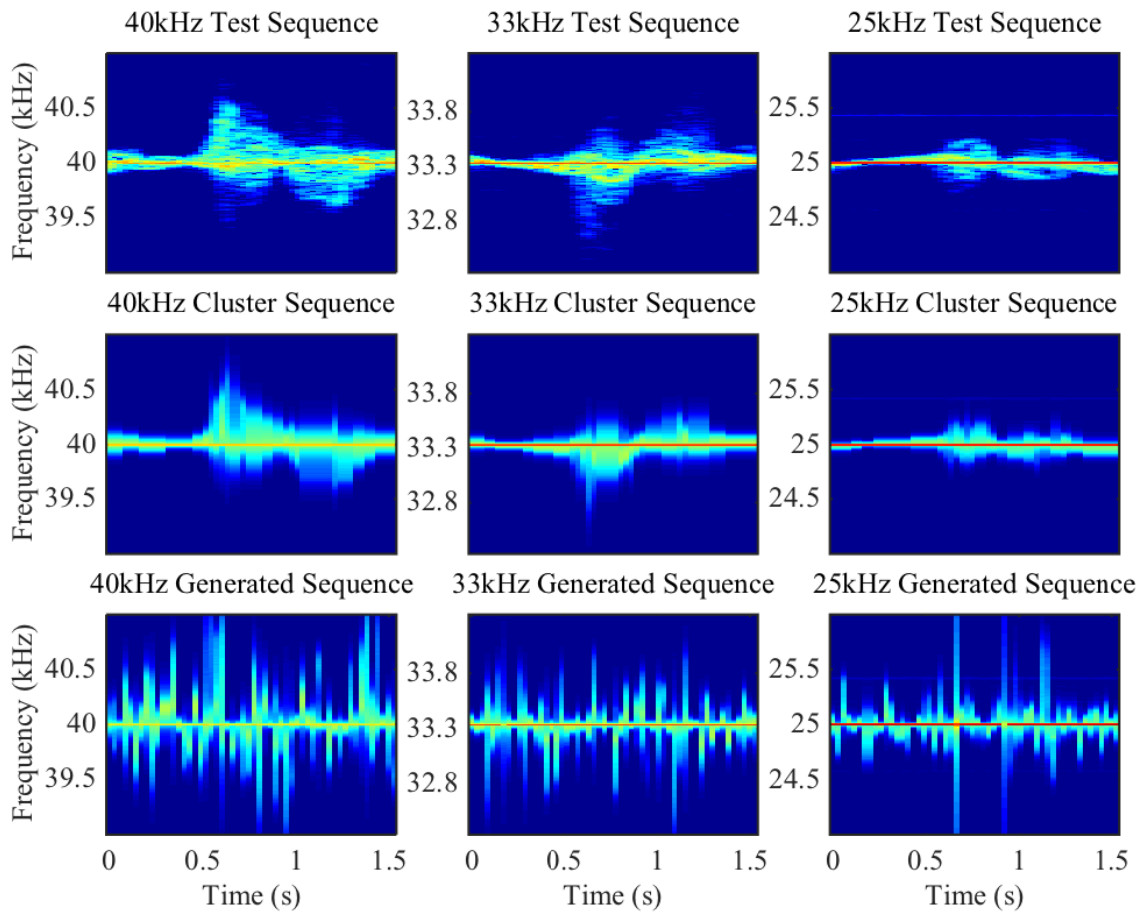 40kHz Test Sequence
33kHz Test Sequence
25kHz Test Sequence
Frequency (kHz)
40.5
40
39.5
33.8
33.3
32.8
25.5
25
24.5
40kHz Cluster Sequence
33kHz Cluster Sequence
25kHz Cluster Sequence
Frequency (kHz)
40.5
40
39.5
33.8
33.3
32.8
25.5
25
24.5
40kHz Generated Sequence
33kHz Generated Sequence
25kHz Generated Sequence
Frequency (kHz)
40.5
40
39.5
33.8
33.3
32.8
25.5
25
24.5
0 0.5 1 1.5
0 0.5 1 1.5
0 0.5 1 1.5
Time (s)
Time (s)
Time (s)